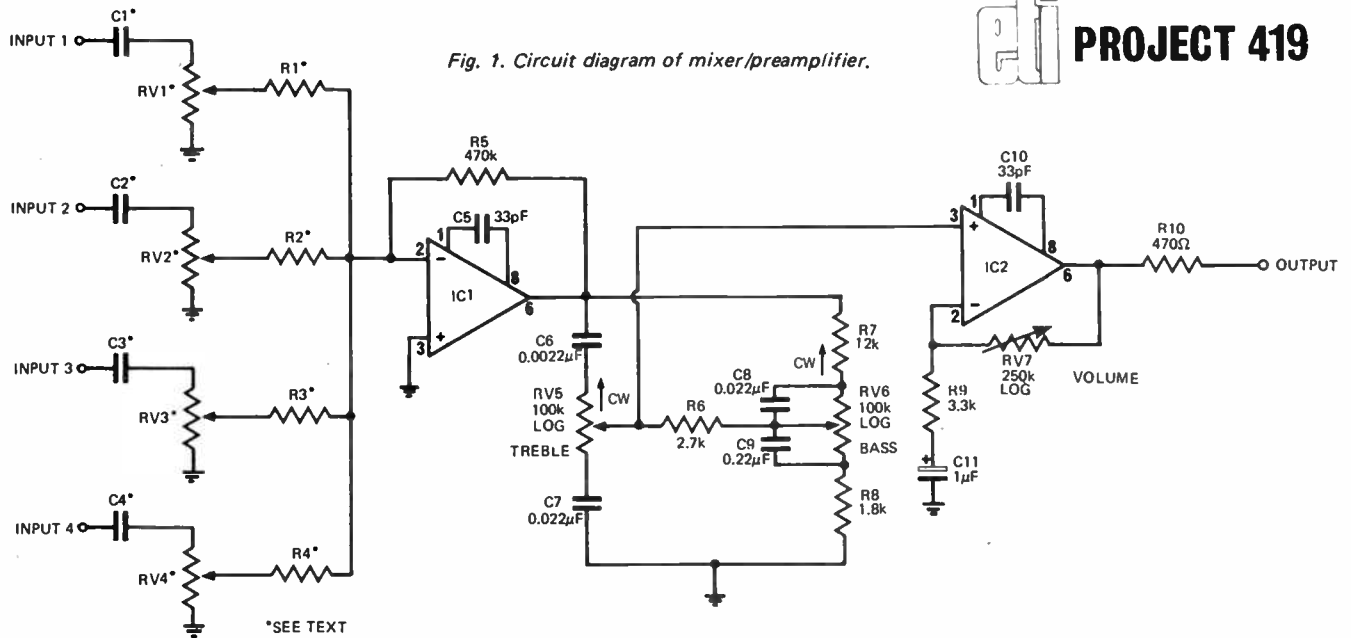 eti PROJECT 419
Fig. 1. Circuit diagram of mixer/preamplifier.
C1*
INPUT 1
RV1*
R1*
C2*
INPUT 2
RV2*
R2*
C3*
INPUT 3
RV3*
R3*
C4*
INPUT 4
RV4*
R4*
*SEE TEXT
R5
470k
C5
33pF
1
2
−
8
IC1
6
3
+
C6
0.0022µF
RV5
100k
LOG
TREBLE
CW
C7
0.022µF
R6
2.7k
C8
0.022µF
C9
0.22µF
R7
12k
CW
RV6
100k
LOG
BASS
R8
1.8k
C10
33pF
1
3
+
8
IC2
6
2
−
RV7
250k
LOG
VOLUME
R9
3.3k
+
C11
1µF
R10
470Ω
OUTPUT